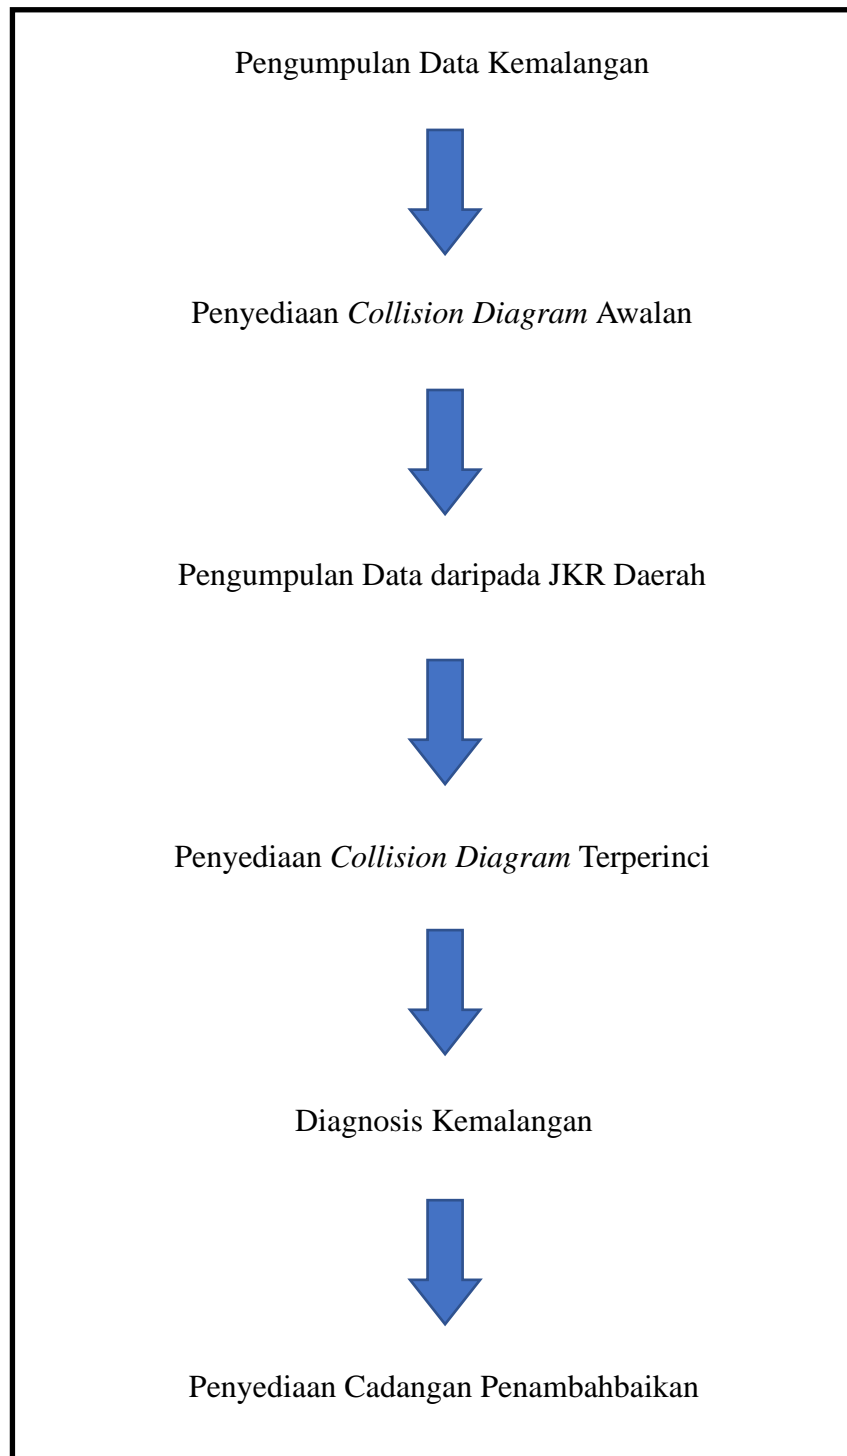 Pengumpulan Data Kemalangan
Penyediaan Collision Diagram Awalan
Pengumpulan Data daripada JKR Daerah
Penyediaan Collision Diagram Terperinci
Diagnosis Kemalangan
Penyediaan Cadangan Penambahbaikan